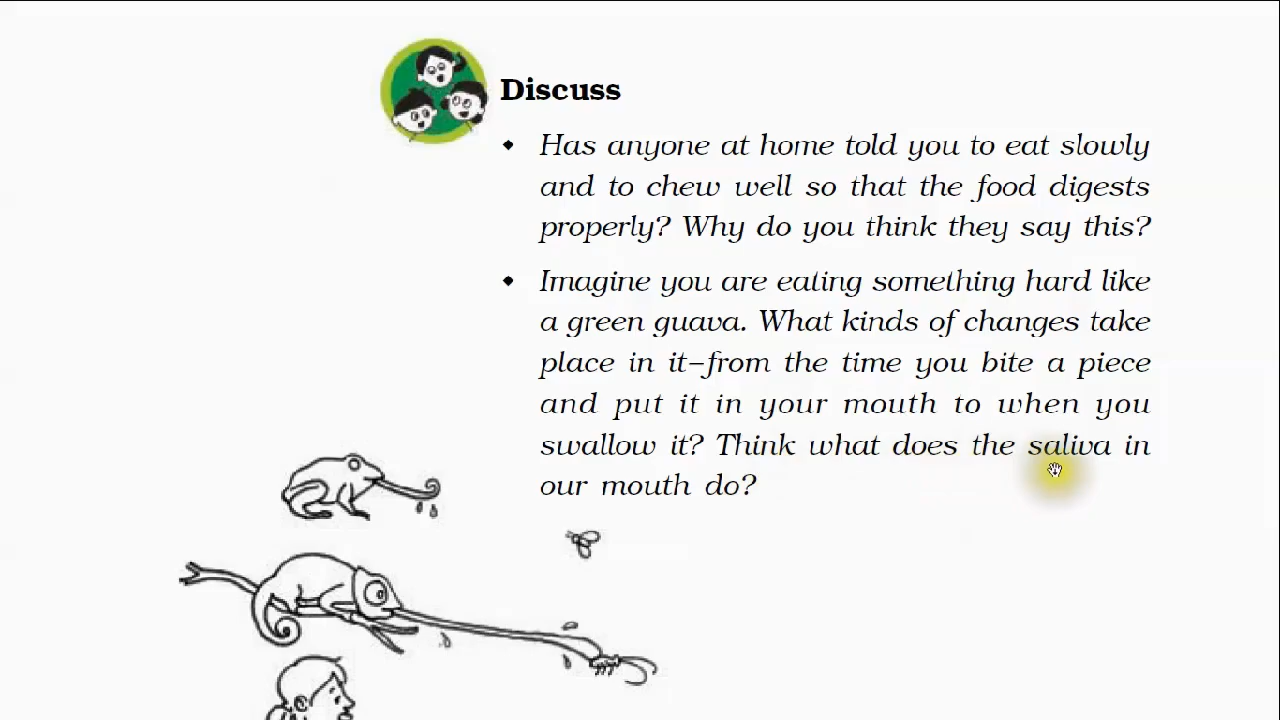 Discuss
• Has anyone at home told you to eat slowly
and to chew well so that the food digests
properly? Why do you think they say this?
• Imagine you are eating something hard like
a green guava. What kinds of changes take
place in it–from the time you bite a piece
and put it in your mouth to when you
swallow it? Think what does the saliva in
our mouth do?